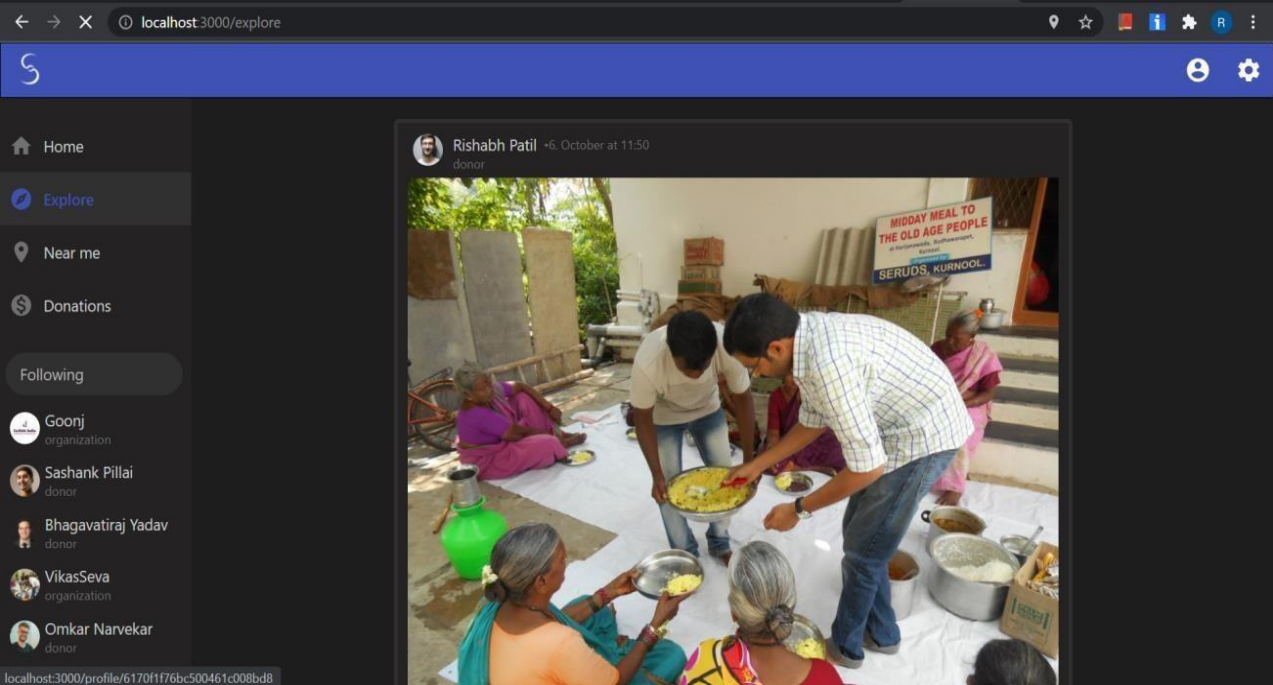 localhost:3000/explore
R
Home
Explore
Near me
Donations
Following
Goonj
organization
Sashank Pillai
donor
Bhagavatiraj Yadav
donor
VikasSeva
organization
Omkar Narvekar
donor
localhost:3000/profile/6170f1f76bc500461c008bd8
Rishabh Patil •6. October at 11:50
donor
MIDDAY MEAL TO
THE OLD AGE PEOPLE
Kurnool.
SERUDS, KURNOOL.